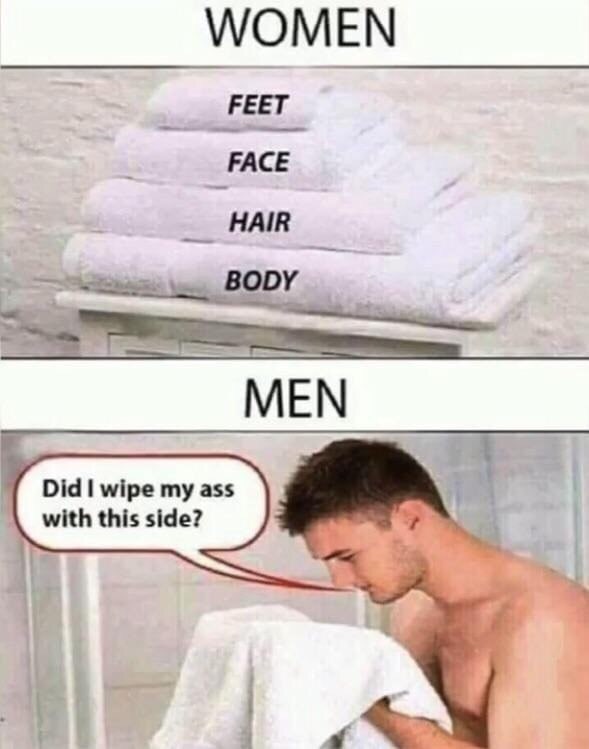 WOMEN
FEET
FACE
HAIR
BODY
MEN
Did I wipe my ass
with this side?